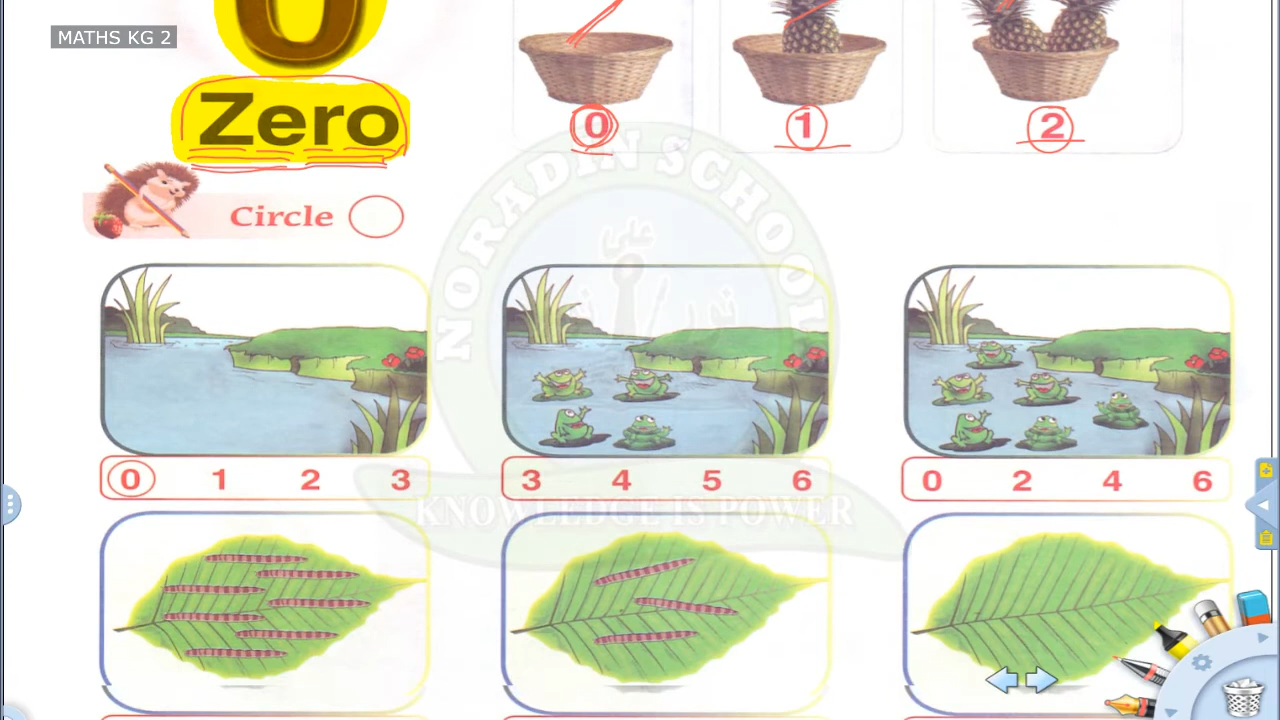 MATHS KG 2
0
Zero
0
1
2
Circle
NORADIN SCHOOL
على
0 1 2 3
3 4 5 6
0 2 4 6
KNOWLEDGE IS POWER